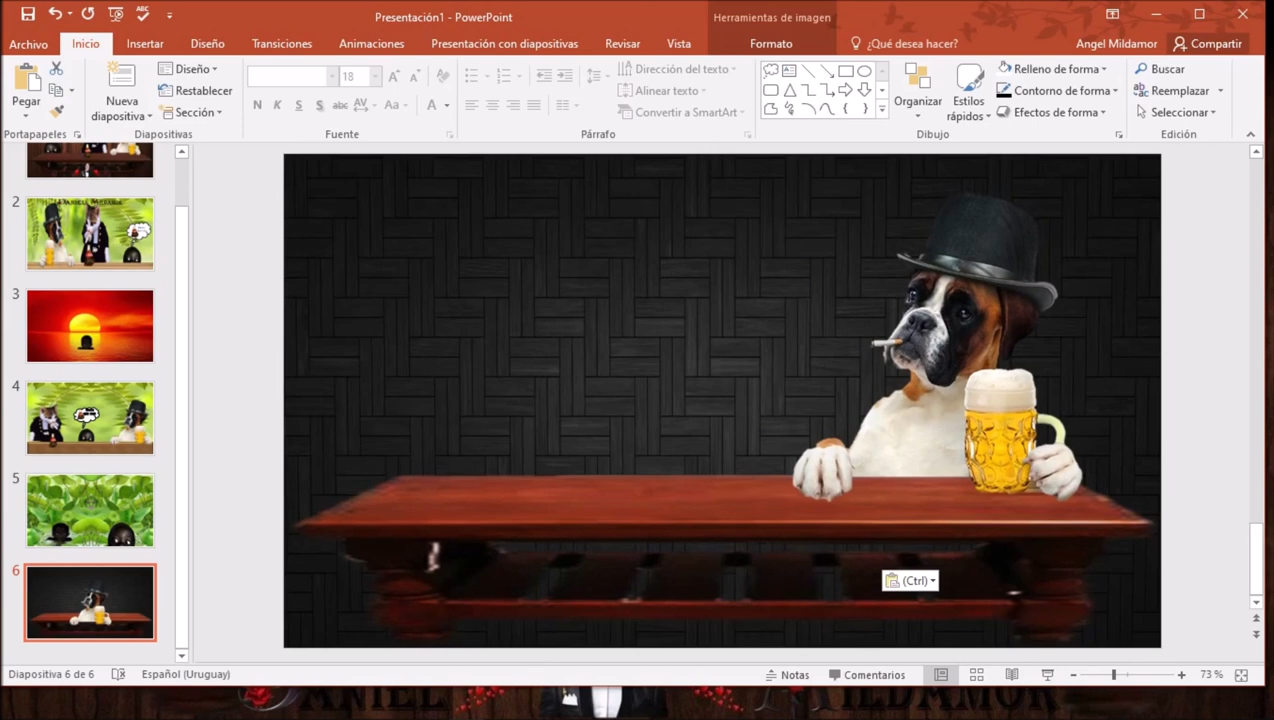 Presentación1 - PowerPoint
Herramientas de imagen
Archivo
Inicio
Insertar
Diseño
Transiciones
Animaciones
Presentación con diapositivas
Revisar
Vista
Formato
¿Qué desea hacer?
Angel Mildamor
Compartir
Pegar
Nueva diapositiva
Diseño
Restablecer
Sección
18
N K S S abc AV Aa A
Dirección del texto
Alinear texto
Convertir a SmartArt
Organizar
Estilos rápidos
Relleno de forma
Contorno de forma
Efectos de forma
Buscar
Reemplazar
Seleccionar
Portapapeles
Diapositivas
Fuente
Párrafo
Dibujo
Edición
2
3
4
5
6
(Ctrl)
Diapositiva 6 de 6
Español (Uruguay)
Notas
Comentarios
73 %